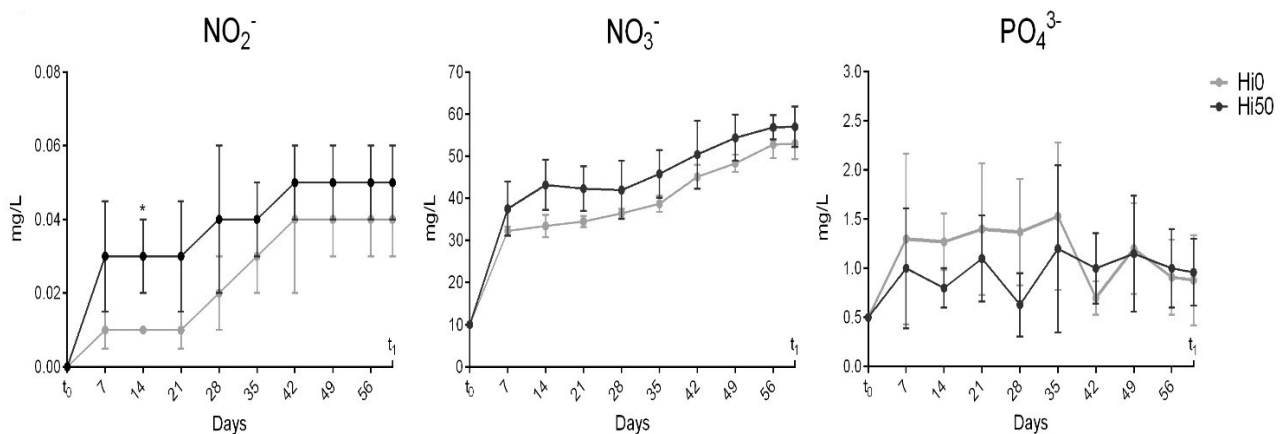 NO₂⁻
mg/L
0.08
0.06
0.04
0.02
0.00
*
t₁
t₀
7
14
21
28
35
42
49
56
Days
NO₃⁻
mg/L
70
60
50
40
30
20
10
0
t₁
t₀
7
14
21
28
35
42
49
56
Days
PO₄³⁻
mg/L
3.0
2.5
2.0
1.5
1.0
0.5
0.0
t₁
t₀
7
14
21
28
35
42
49
56
Days
Hi0
Hi50